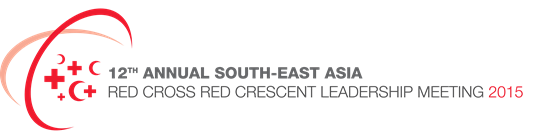 12TH ANNUAL SOUTH-EAST ASIA
RED CROSS RED CRESCENT LEADERSHIP MEETING 2015